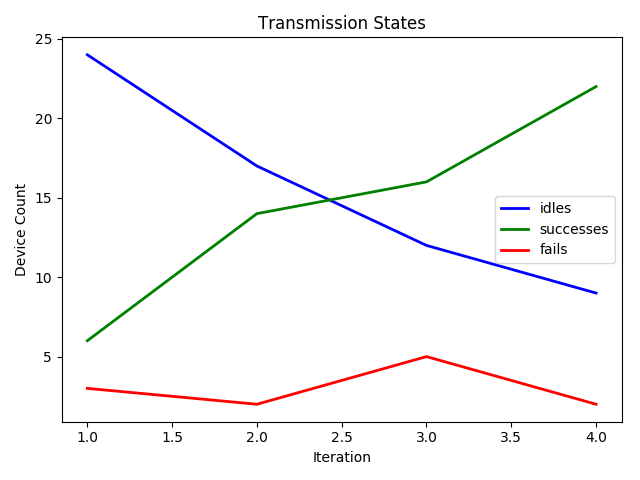 Transmission States
Device Count
25
20
15
10
5
idles
successes
fails
1.0 1.5 2.0 2.5 3.0 3.5 4.0
Iteration